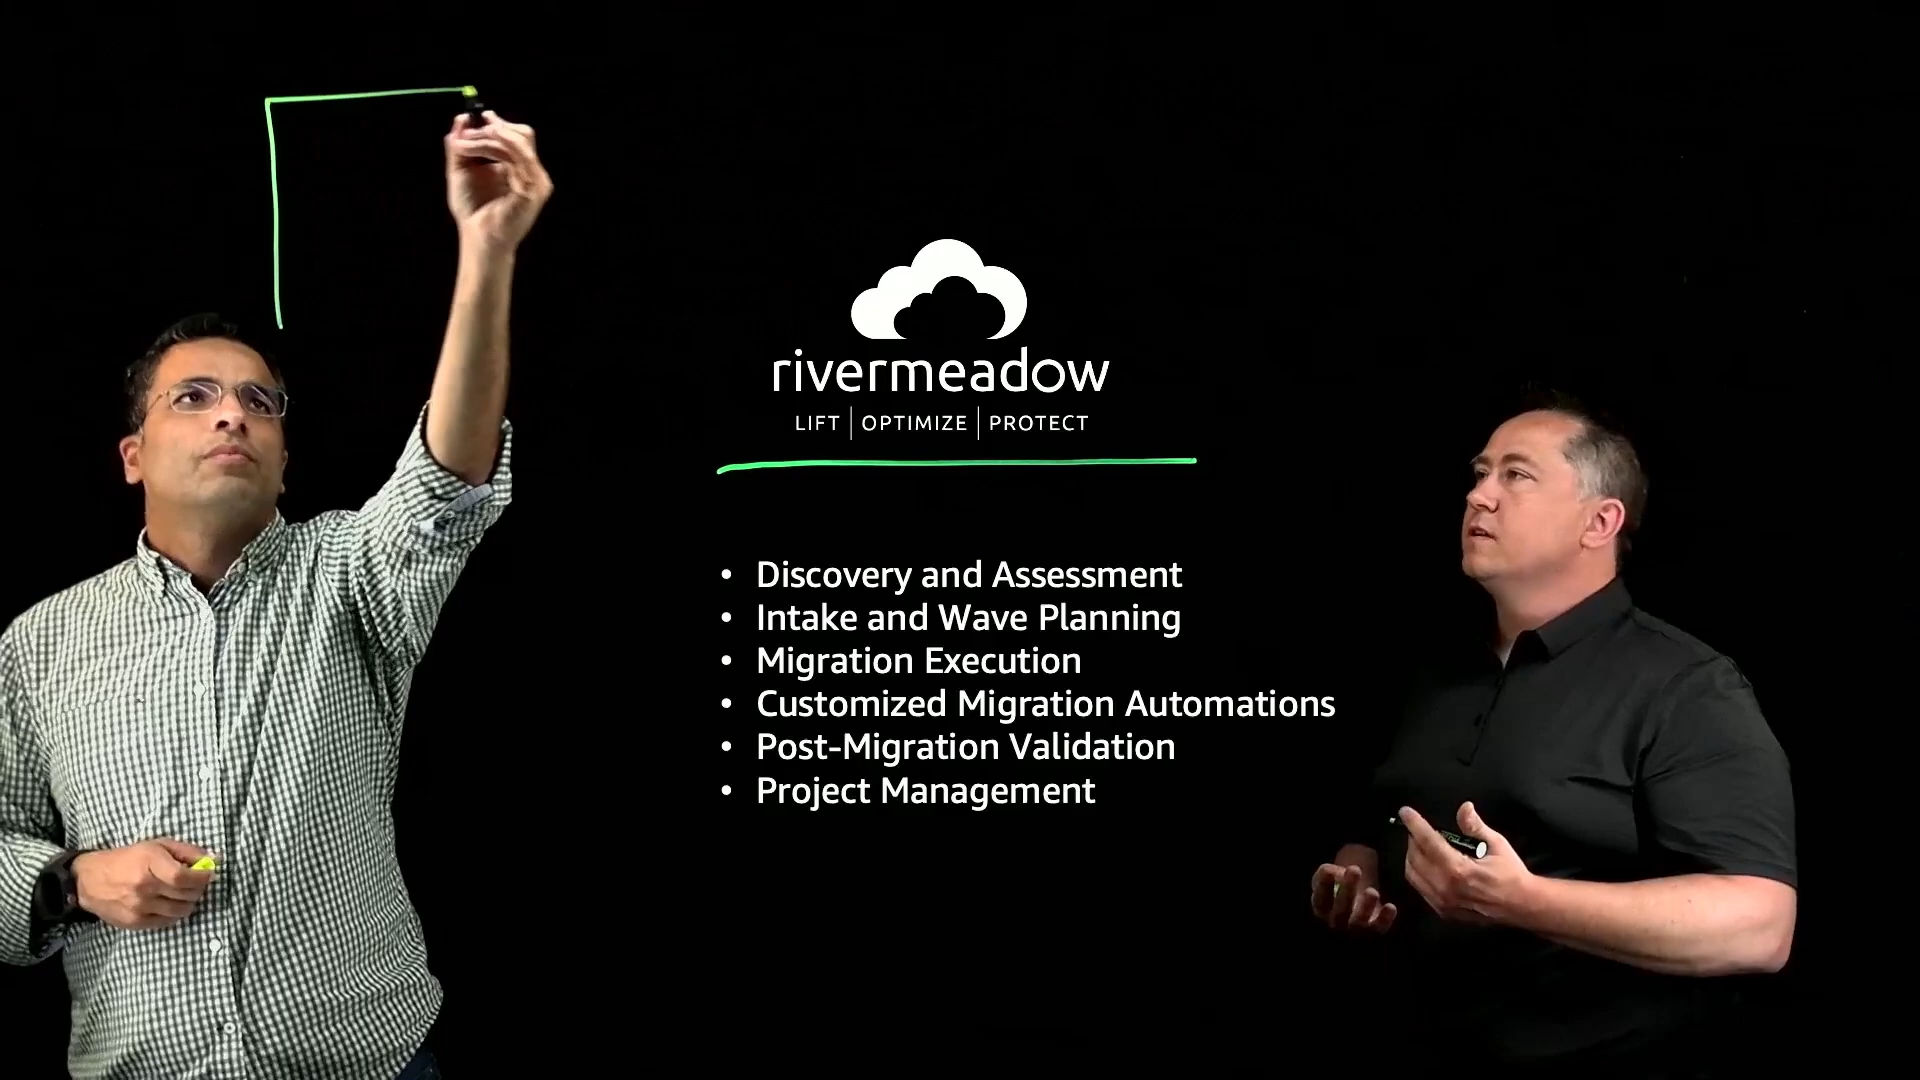 rivermeadow
LIFT | OPTIMIZE | PROTECT
• Discovery and Assessment
• Intake and Wave Planning
• Migration Execution
• Customized Migration Automations
• Post-Migration Validation
• Project Management